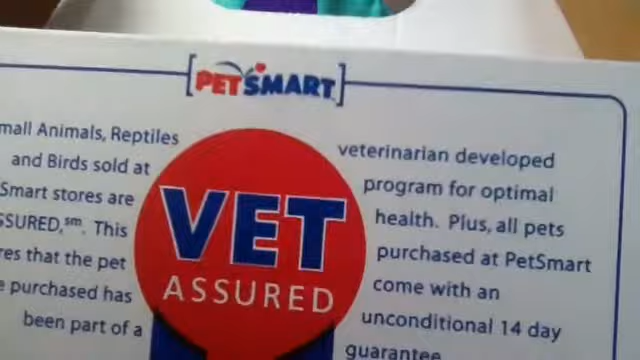 PETSMART
mall Animals, Reptiles
and Birds sold at
Smart stores are
SSURED,℠. This
res that the pet
e purchased has
been part of a
VET
ASSURED
veterinarian developed
program for optimal
health. Plus, all pets
purchased at PetSmart
come with an
unconditional 14 day
guarantee